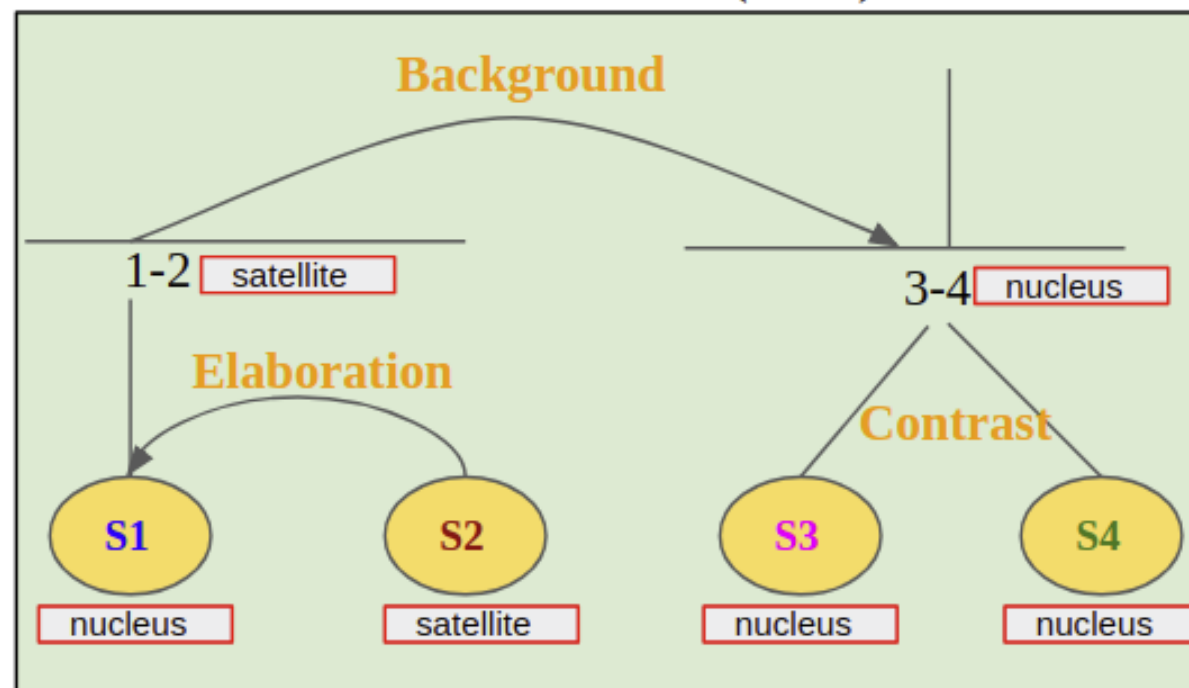 Background
1-2 satellite
3-4 nucleus
Elaboration
Contrast
S1 S2 S3 S4
nucleus satellite nucleus nucleus